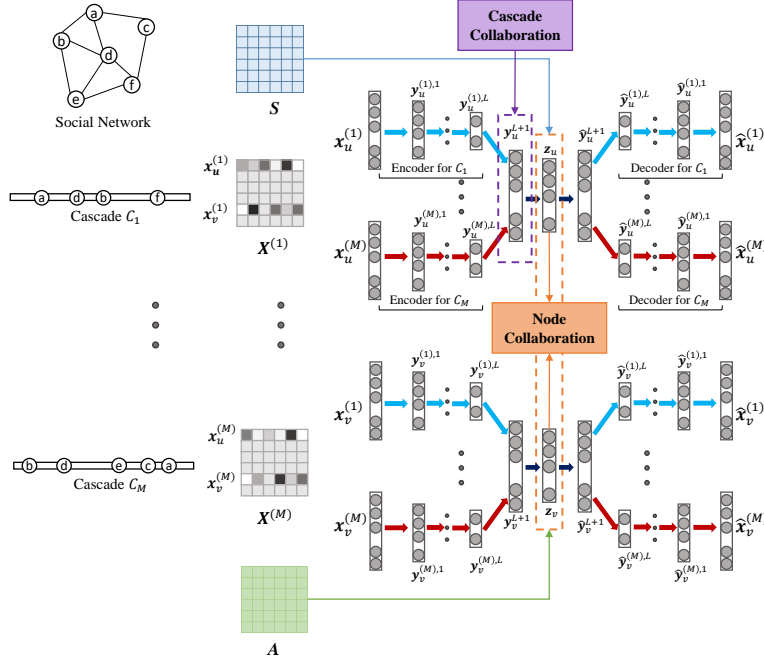 a
b
c
d
e
f
Social Network
S
Cascade
Collaboration
x_u^{(1)}
y_u^{(1),1}
y_u^{(1),L}
y_u^{L+1}
z_u
ŷ_u^{L+1}
ŷ_u^{(1),L}
ŷ_u^{(1),1}
x̂_u^{(1)}
Encoder for C_1
Decoder for C_1
x_u^{(1)}
x_v^{(1)}
X^{(1)}
a d b f
Cascade C_1
x_u^{(M)}
y_u^{(M),1}
y_u^{(M),L}
ŷ_u^{(M),L}
ŷ_u^{(M),1}
x̂_u^{(M)}
Encoder for C_M
Decoder for C_M
Node
Collaboration
x_v^{(1)}
y_v^{(1),1}
y_v^{(1),L}
ŷ_v^{(1),L}
ŷ_v^{(1),1}
x̂_v^{(1)}
x_u^{(M)}
x_v^{(M)}
X^{(M)}
b d e c a
Cascade C_M
x_v^{(M)}
y_v^{(M),1}
y_v^{(M),L}
y_v^{L+1}
z_v
ŷ_v^{L+1}
ŷ_v^{(M),L}
ŷ_v^{(M),1}
x̂_v^{(M)}
A